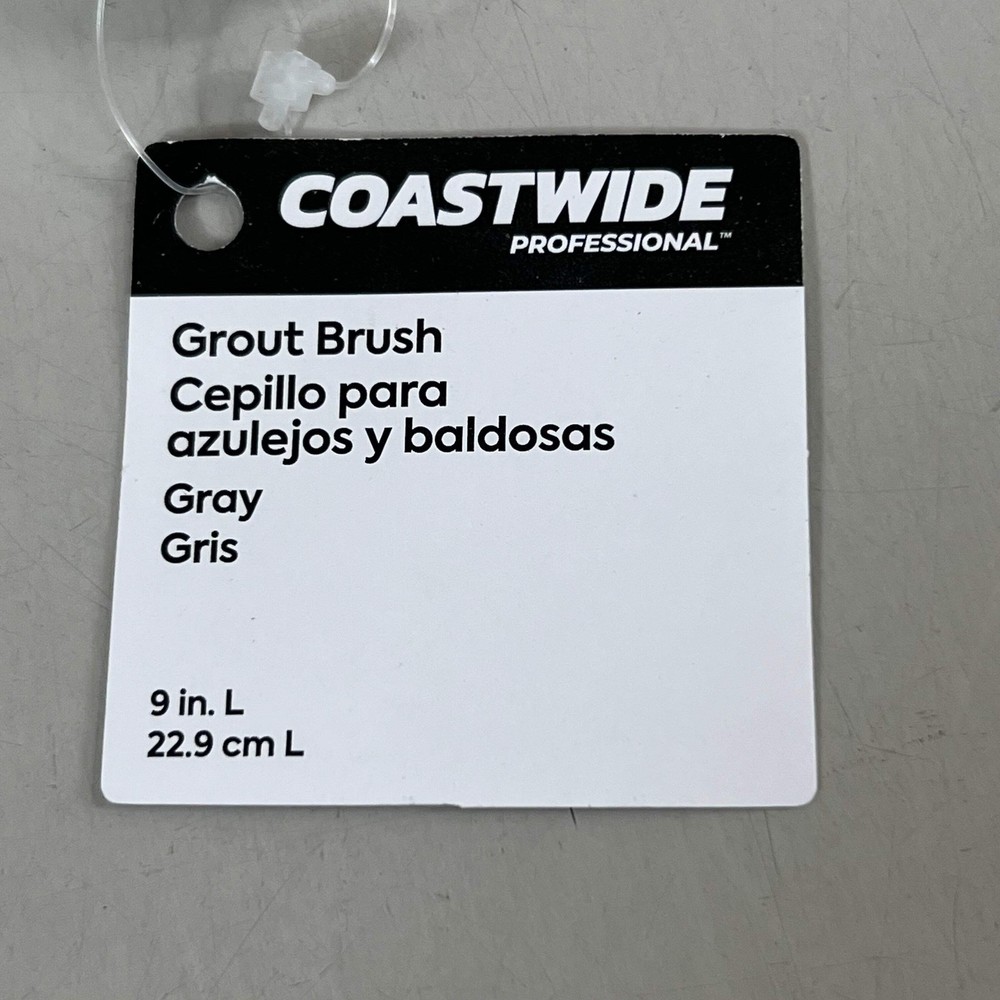 COASTWIDE
PROFESSIONAL™
Grout Brush
Cepillo para
azulejos y baldosas
Gray
Gris
9 in. L
22.9 cm L